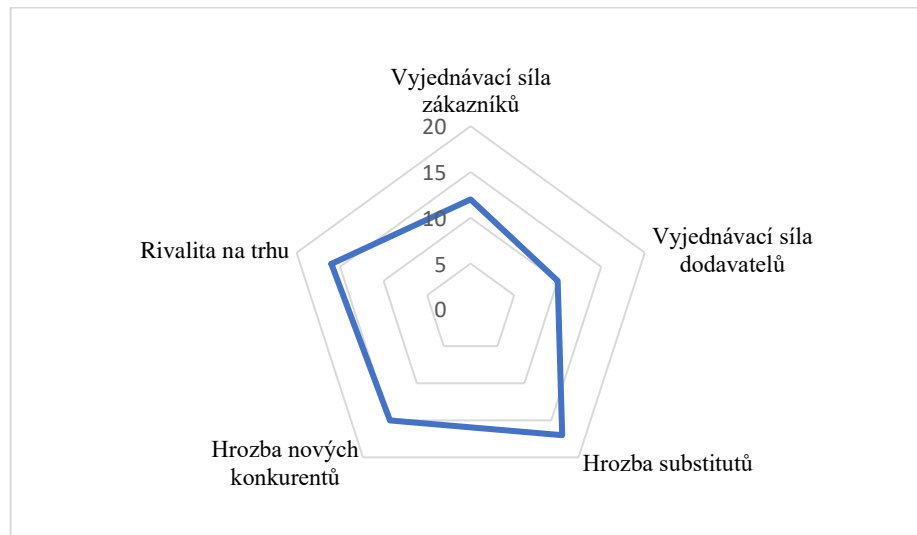 Vyjednávací síla
zákazníků
20
15
10
5
0
Vyjednávací síla
dodavatelů
Rivalita na trhu
Hrozba nových
konkurentů
Hrozba substitutů